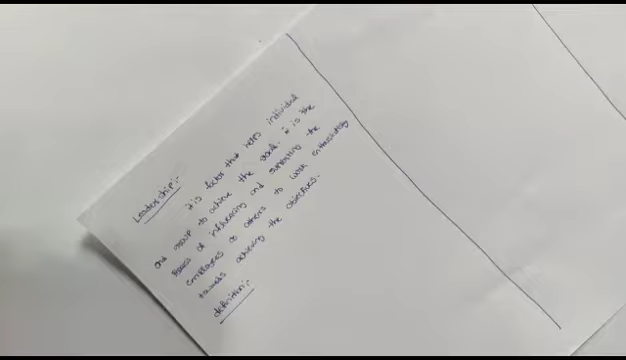 Leadership:-
it is factor that helps individual
and group to achive the goal. it is the
Process of influencing and supporting the
employees or others to work enthusiastically
towards achieving the objectives.
definition:-